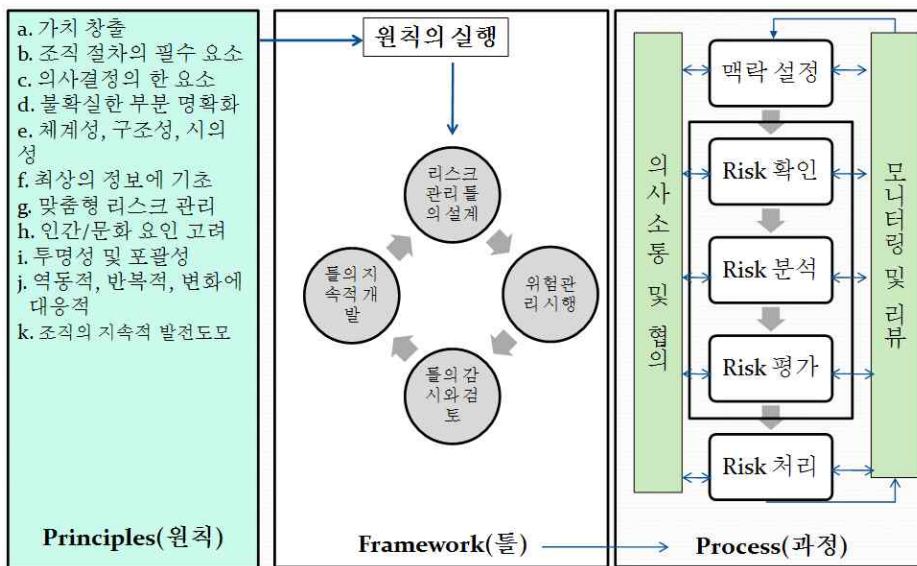 a. 가치 창출
b. 조직 절차의 필수 요소
c. 의사결정의 한 요소
d. 불확실한 부분 명확화
e. 체계성, 구조성, 시의
성
f. 최상의 정보에 기초
g. 맞춤형 리스크 관리
h. 인간/문화 요인 고려
i. 투명성 및 포괄성
j. 역동적, 반복적, 변화에
대응적
k. 조직의 지속적 발전도모
Principles(원칙)
원칙의 실행
리스크
관리 틀
의 설계
위험관
리 시행
틀의 감
시와 검
토
틀의 지
속적 개
발
Framework(틀)
의사소통 및 협의
맥락 설정
Risk 확인
Risk 분석
Risk 평가
Risk 처리
모니터링 및 리뷰
Process(과정)